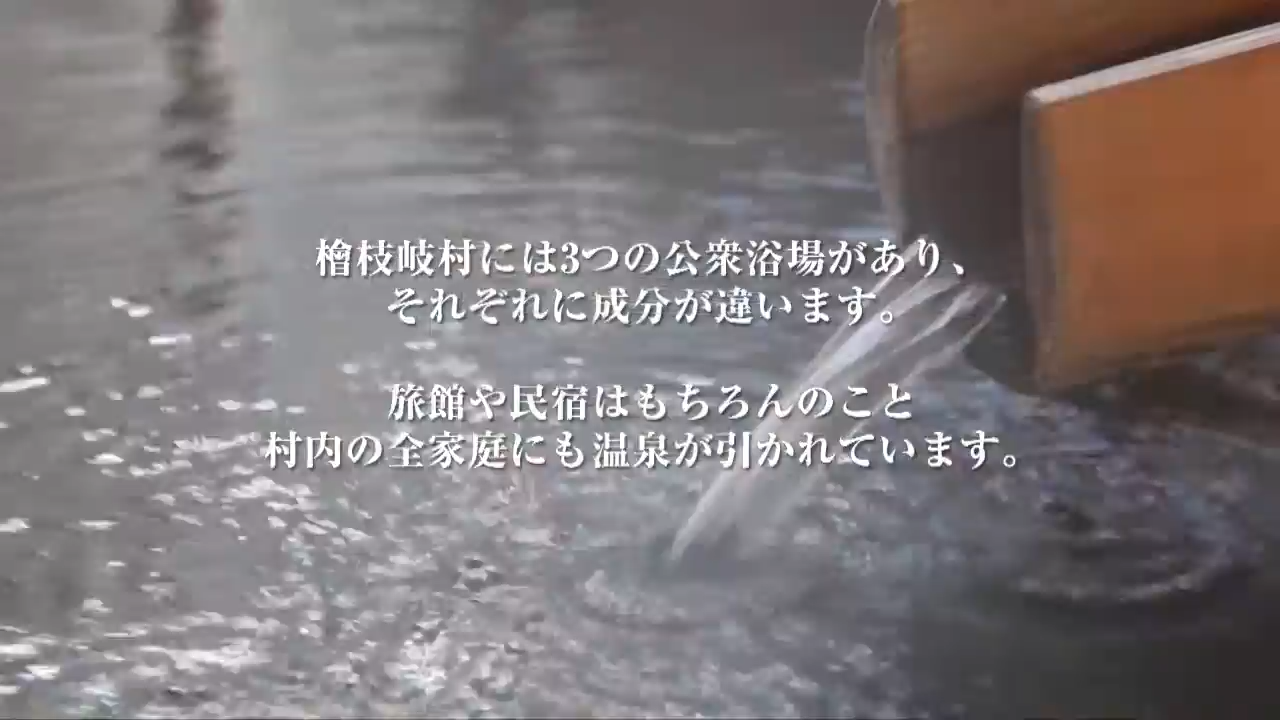 檜枝岐村には3つの公衆浴場があり、
それぞれに成分が違います。
旅館や民宿はもちろんのこと
村内の全家庭にも温泉が引かれています。